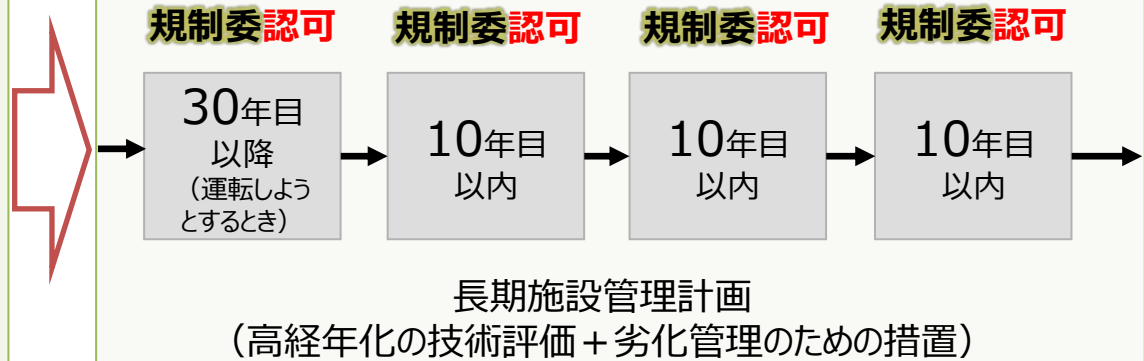 規制委認可 規制委認可 規制委認可 規制委認可
30年目
以降
（運転しよう
とするとき）
10年目
以内
10年目
以内
10年目
以内
長期施設管理計画
（高経年化の技術評価＋劣化管理のための措置）